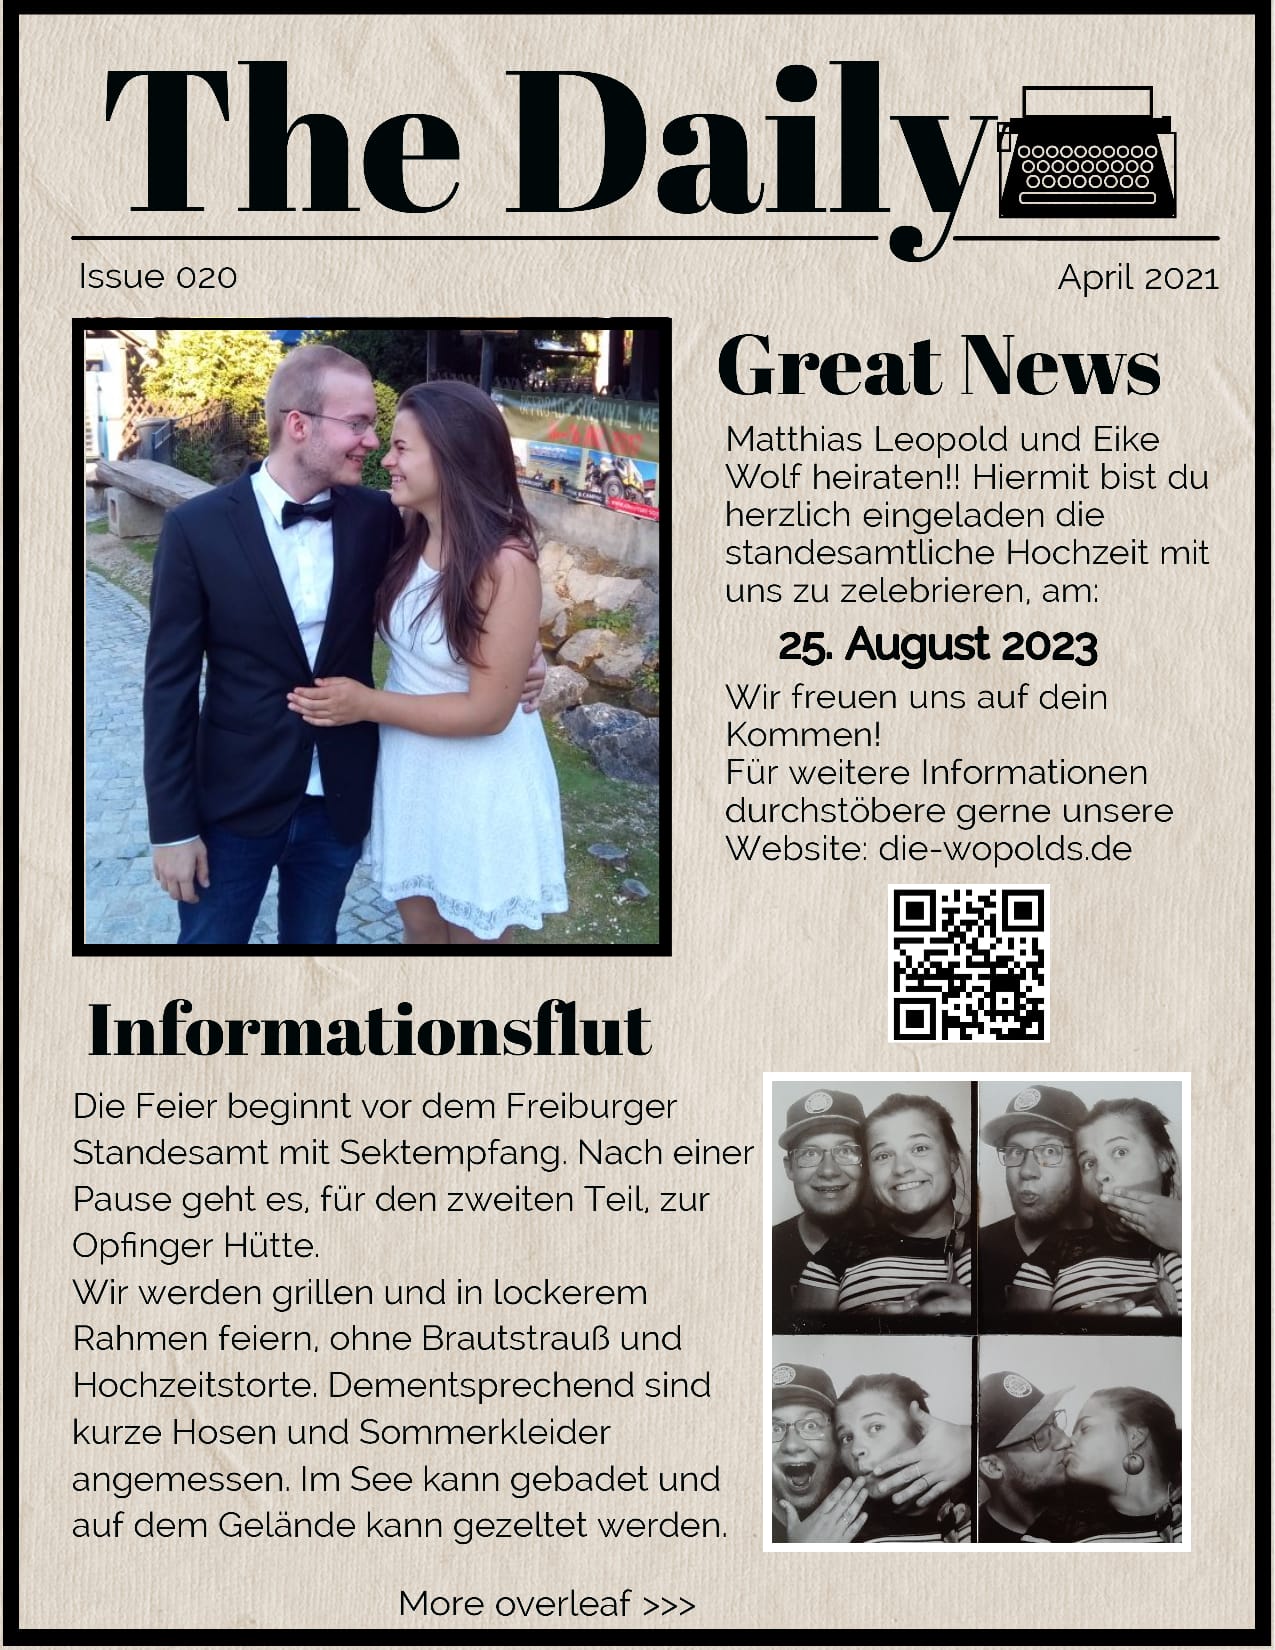 The Daily
Issue 020
April 2021
Great News
Matthias Leopold und Eike
Wolf heiraten!! Hiermit bist du
herzlich eingeladen die
standesamtliche Hochzeit mit
uns zu zelebrieren, am:
25. August 2023
Wir freuen uns auf dein
Kommen!
Für weitere Informationen
durchstöbere gerne unsere
Website: die-wopolds.de
Informationsflut
Die Feier beginnt vor dem Freiburger
Standesamt mit Sektempfang. Nach einer
Pause geht es, für den zweiten Teil, zur
Opfinger Hütte.
Wir werden grillen und in lockerem
Rahmen feiern, ohne Brautstrauß und
Hochzeitstorte. Dementsprechend sind
kurze Hosen und Sommerkleider
angemessen. Im See kann gebadet und
auf dem Gelände kann gezeltet werden.
More overleaf >>>